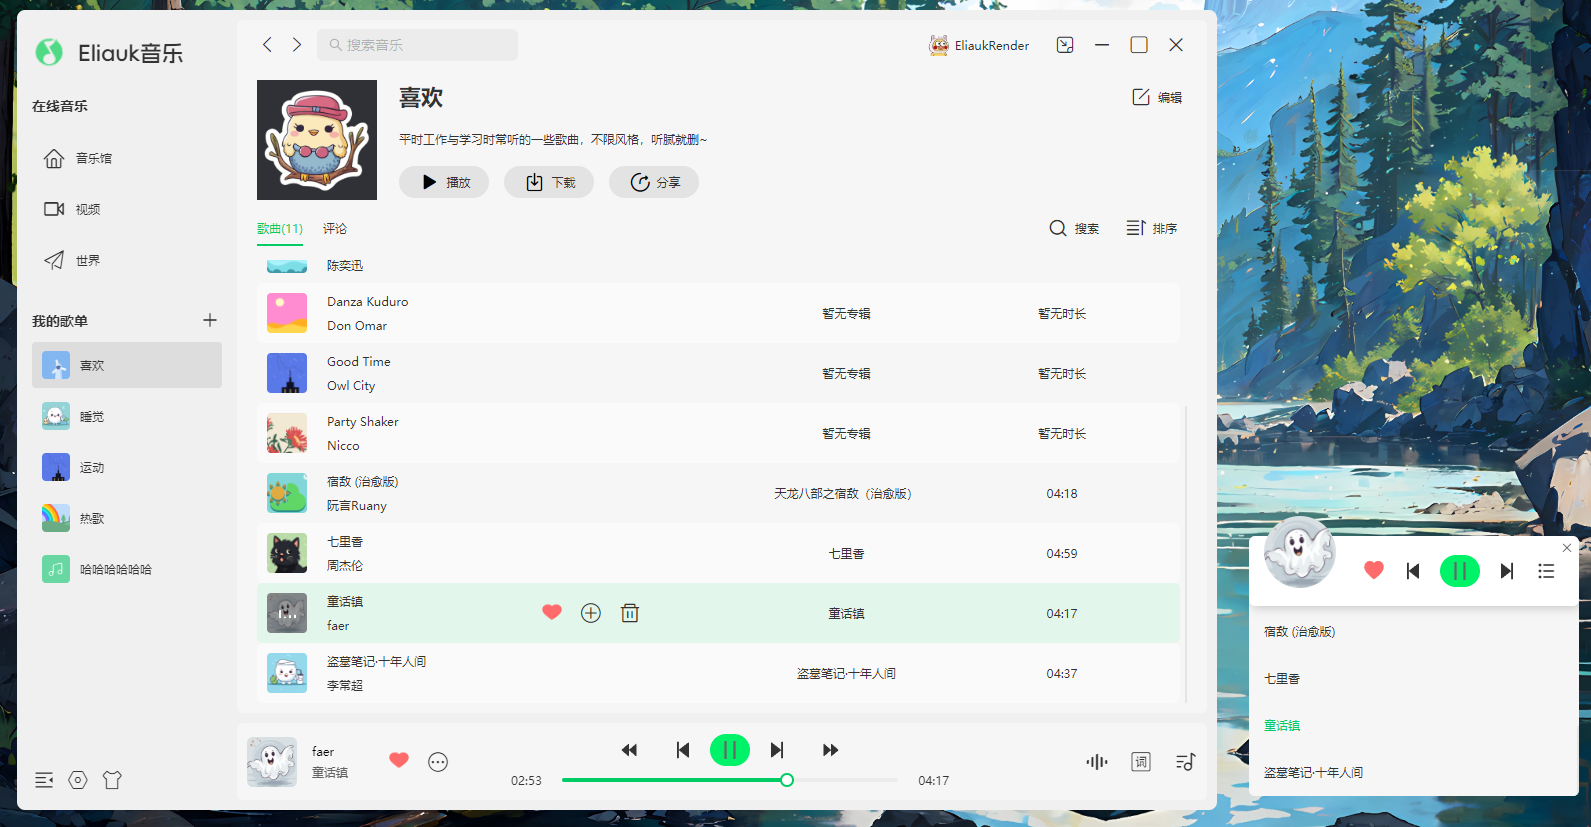 Eliauk音乐
搜索音乐
EliaukRender
在线音乐
音乐馆
视频
世界
我的歌单
喜欢
睡觉
运动
热歌
哈哈哈哈哈哈
喜欢
编辑
平时工作与学习时常听的一些歌曲，不限风格，听腻就删~
播放
下载
分享
歌曲(11)
评论
搜索
排序
陈奕迅
Danza Kuduro
Don Omar
暂无专辑
暂无时长
Good Time
Owl City
暂无专辑
暂无时长
Party Shaker
Nicco
暂无专辑
暂无时长
宿敌 (治愈版)
阮言Ruany
天龙八部之宿敌（治愈版）
04:18
七里香
周杰伦
七里香
04:59
童话镇
faer
童话镇
04:17
盗墓笔记·十年人间
李常超
盗墓笔记·十年人间
04:37
faer
童话镇
02:53
04:17
词
宿敌 (治愈版)
七里香
童话镇
盗墓笔记·十年人间